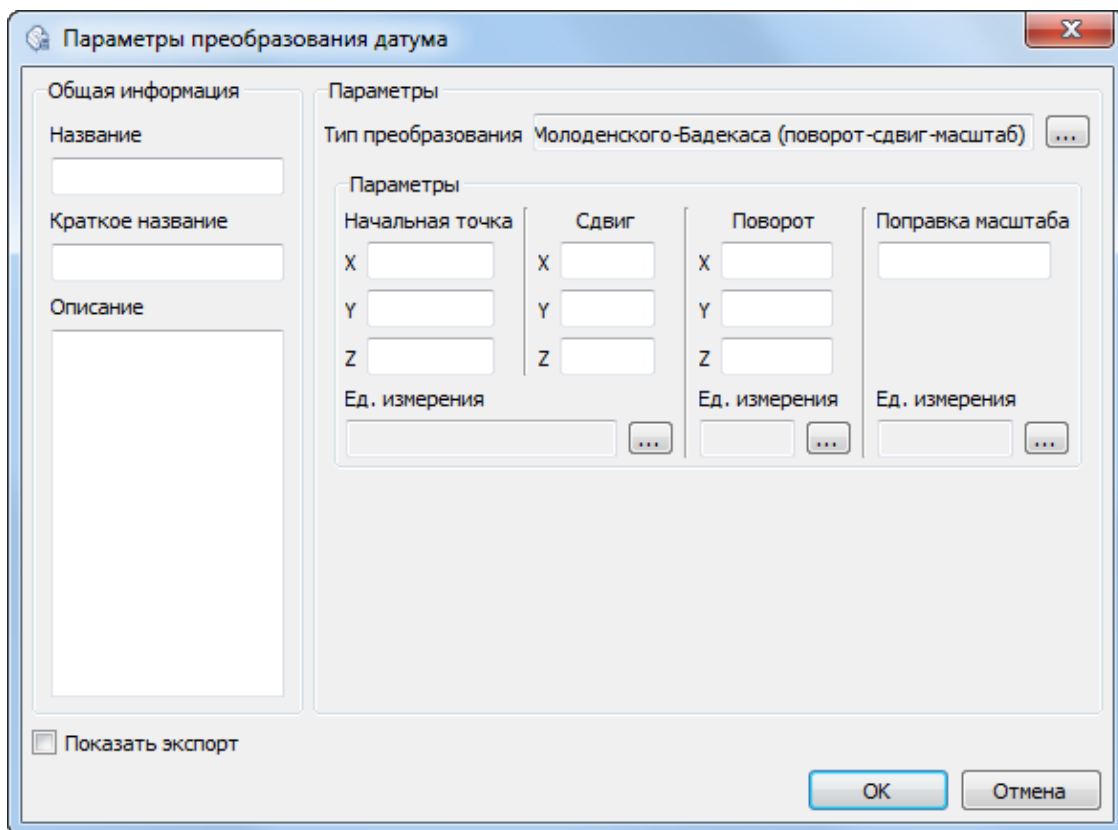 Параметры преобразования датума
Общая информация
Название
Краткое название
Описание
Параметры
Тип преобразования Молоденского-Бадекаса (поворот-сдвиг-масштаб) ...
Параметры
Начальная точка Сдвиг Поворот Поправка масштаба
X X X
Y Y Y
Z Z Z
Ед. измерения Ед. измерения Ед. измерения
... ... ...
Показать экспорт
OK Отмена